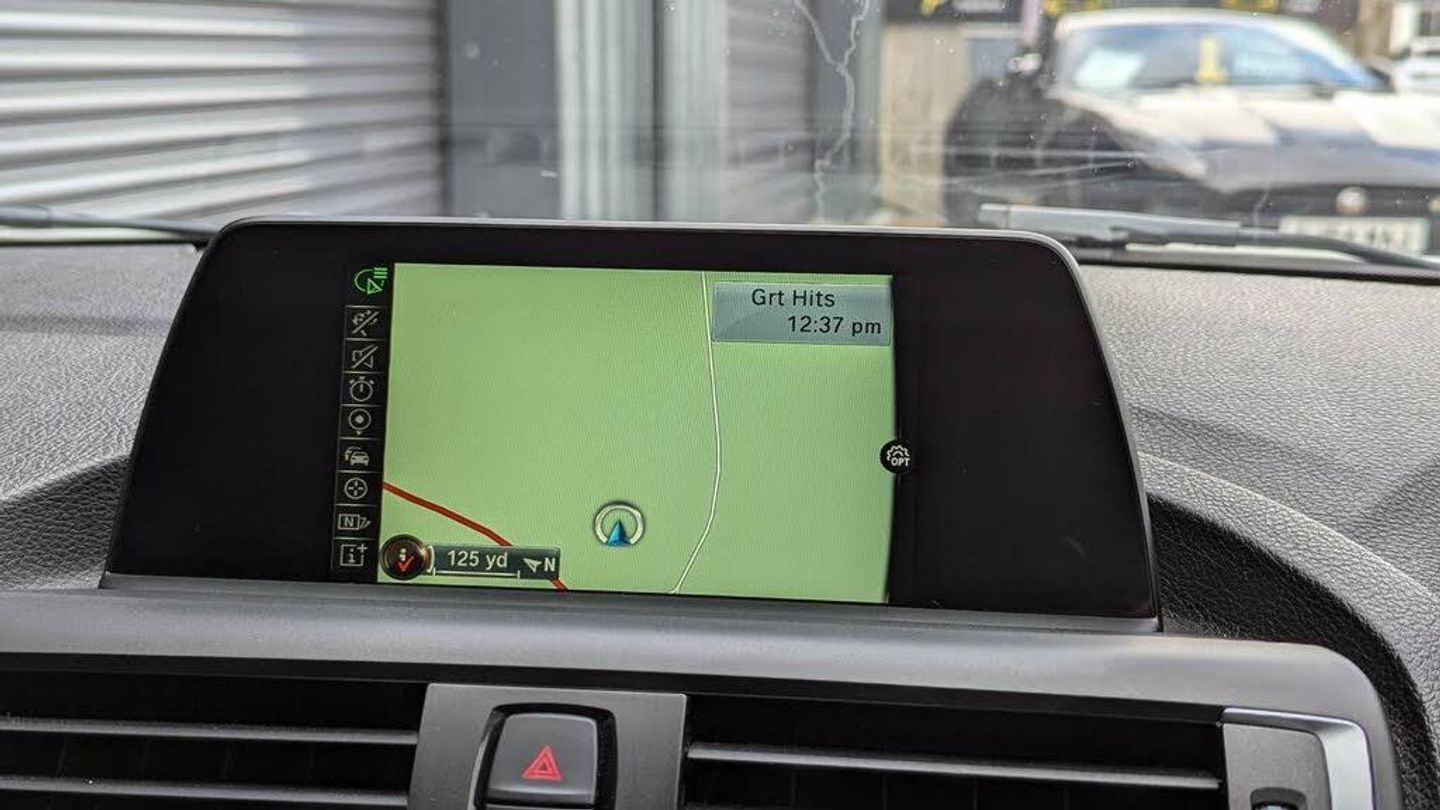 Grt Hits
12:37 pm
OPT
125 yd
N
N